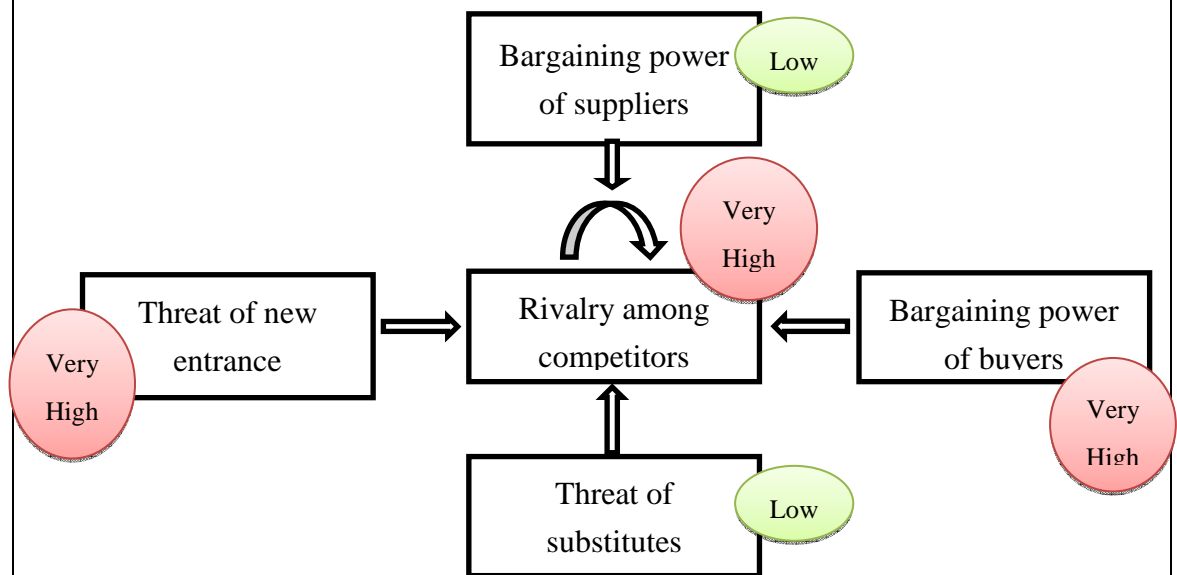 Bargaining power
of suppliers
Low
Very
High
Threat of new
entrance
Very
High
Rivalry among
competitors
Bargaining power
of buyers
Very
High
Threat of
substitutes
Low